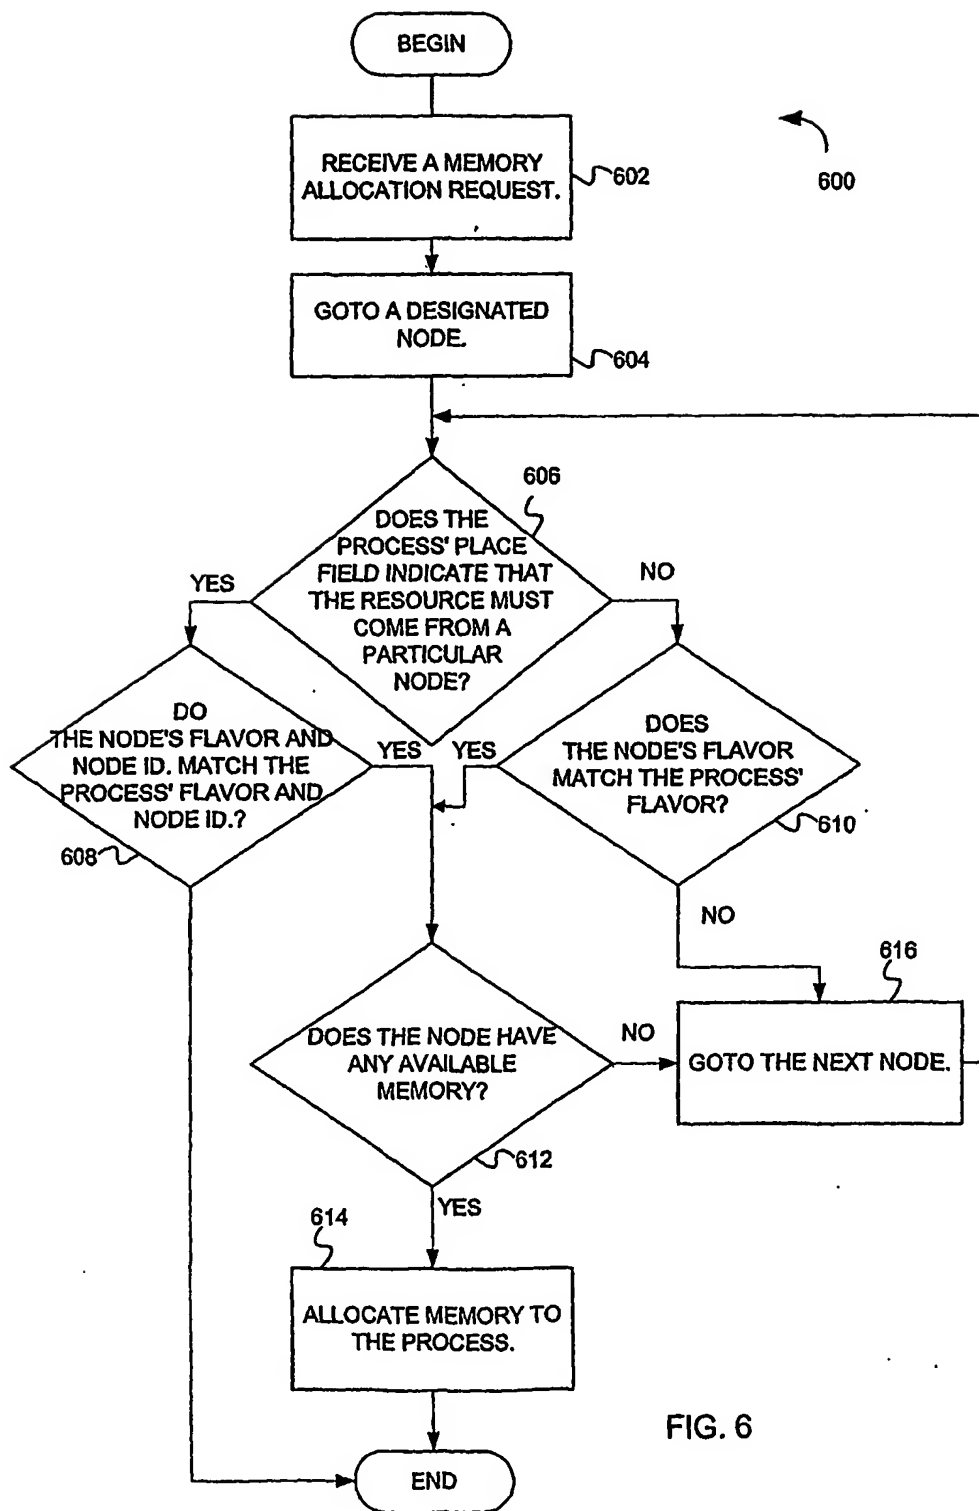 BEGIN
RECEIVE A MEMORY
ALLOCATION REQUEST.
602
600
GOTO A DESIGNATED
NODE.
604
606
DOES THE
PROCESS' PLACE
FIELD INDICATE THAT
THE RESOURCE MUST
COME FROM A
PARTICULAR
NODE?
YES
NO
DO
THE NODE'S FLAVOR AND
NODE ID. MATCH THE
PROCESS' FLAVOR AND
NODE ID.?
608
YES
YES
DOES
THE NODE'S FLAVOR
MATCH THE PROCESS'
FLAVOR?
610
NO
616
DOES THE NODE HAVE
ANY AVAILABLE
MEMORY?
612
NO
GOTO THE NEXT NODE.
YES
614
ALLOCATE MEMORY TO
THE PROCESS.
END
FIG. 6